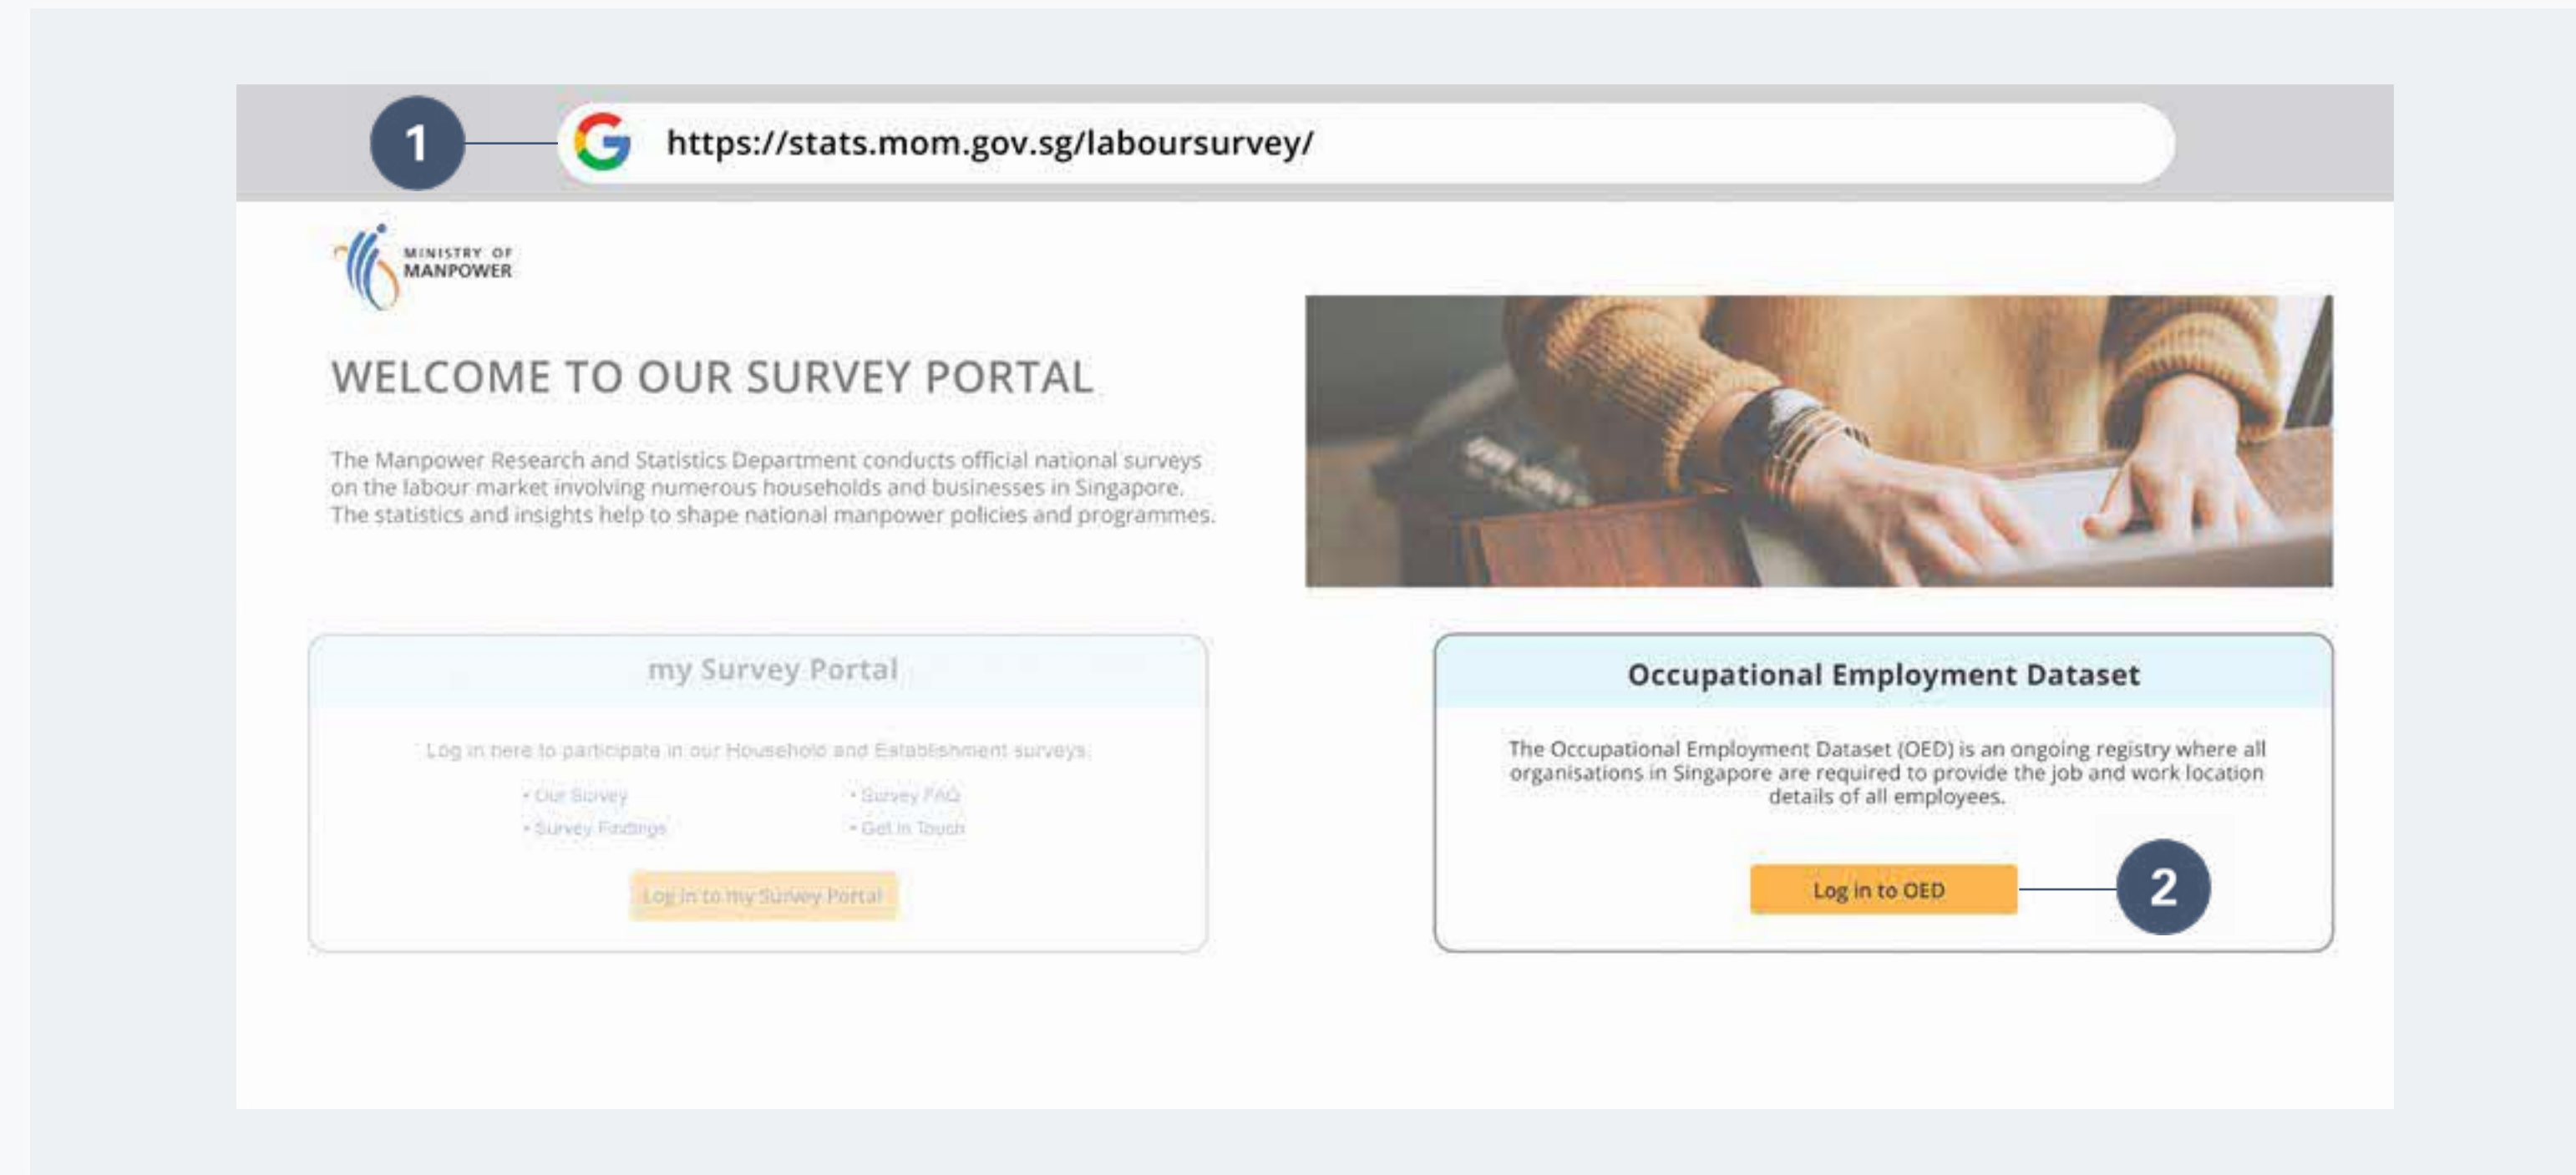 1
https://stats.mom.gov.sg/laboursurvey/
MINISTRY OF
MANPOWER
WELCOME TO OUR SURVEY PORTAL
The Manpower Research and Statistics Department conducts official national surveys
on the labour market involving numerous households and businesses in Singapore.
The statistics and insights help to shape national manpower policies and programmes.
my Survey Portal
Log in here to participate in our Household and Establishment surveys.
• Our Survey
• Survey Findings
• Survey FAQ
• Get in Touch
Log in to my Survey Portal
Occupational Employment Dataset
The Occupational Employment Dataset (OED) is an ongoing registry where all
organisations in Singapore are required to provide the job and work location
details of all employees.
Log in to OED
2